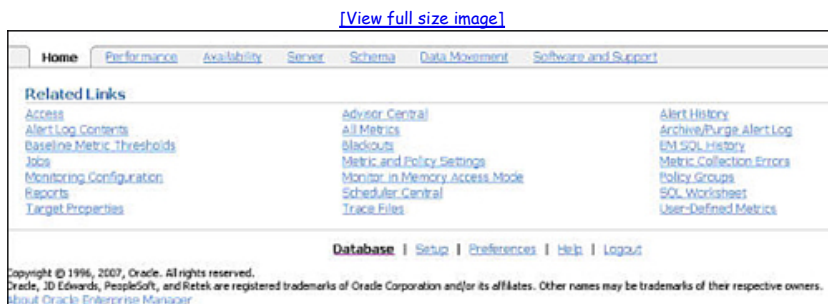 [View full size image]
Home Performance Availability Server Schema Data Movement Software and Support
Related Links
Access Advisor Central Alert History
Alert Log Contents All Metrics Archive/Purge Alert Log
Baseline Metric Thresholds Blackouts EM SQL History
Jobs Metric and Policy Settings Metric Collection Errors
Monitoring Configuration Monitor in Memory Access Mode Policy Groups
Reports Scheduler Central SQL Worksheet
Target Properties Trace Files User-Defined Metrics
Database | Setup | Preferences | Help | Logout
Copyright © 1996, 2007, Oracle. All rights reserved.
Oracle, JD Edwards, PeopleSoft, and Retek are registered trademarks of Oracle Corporation and/or its affiliates. Other names may be trademarks of their respective owners.
About Oracle Enterprise Manager